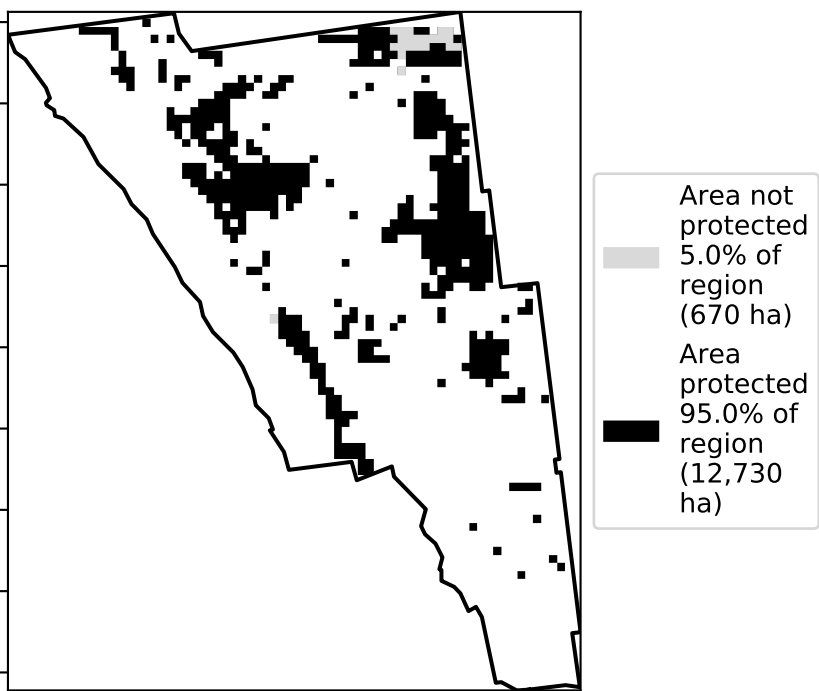 Area not
protected
5.0% of
region
(670 ha)
Area
protected
95.0% of
region
(12,730
ha)